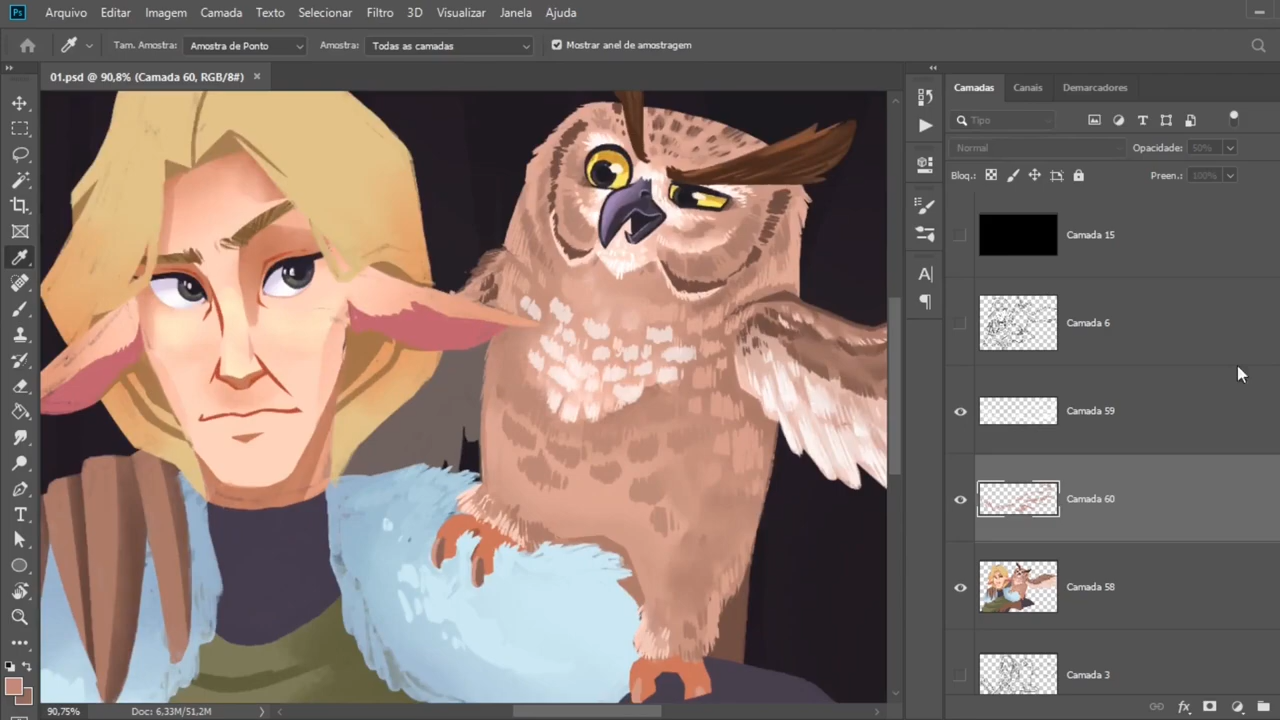 Ps Arquivo Editar Imagem Camada Texto Selecionar Filtro 3D Visualizar Janela Ajuda
Tam. Amostra: Amostra de Ponto Amostra: Todas as camadas Mostrar anel de amostragem
01.psd @ 90,8% (Camada 60, RGB/8#) ×
Camadas Canais Demarcadores
Tipo
Normal Opacidade: 50%
Bloq.: Preen.: 100%
Camada 15
Camada 6
Camada 59
Camada 60
Camada 58
Camada 3
90,75% Doc: 6,33M/51,2M